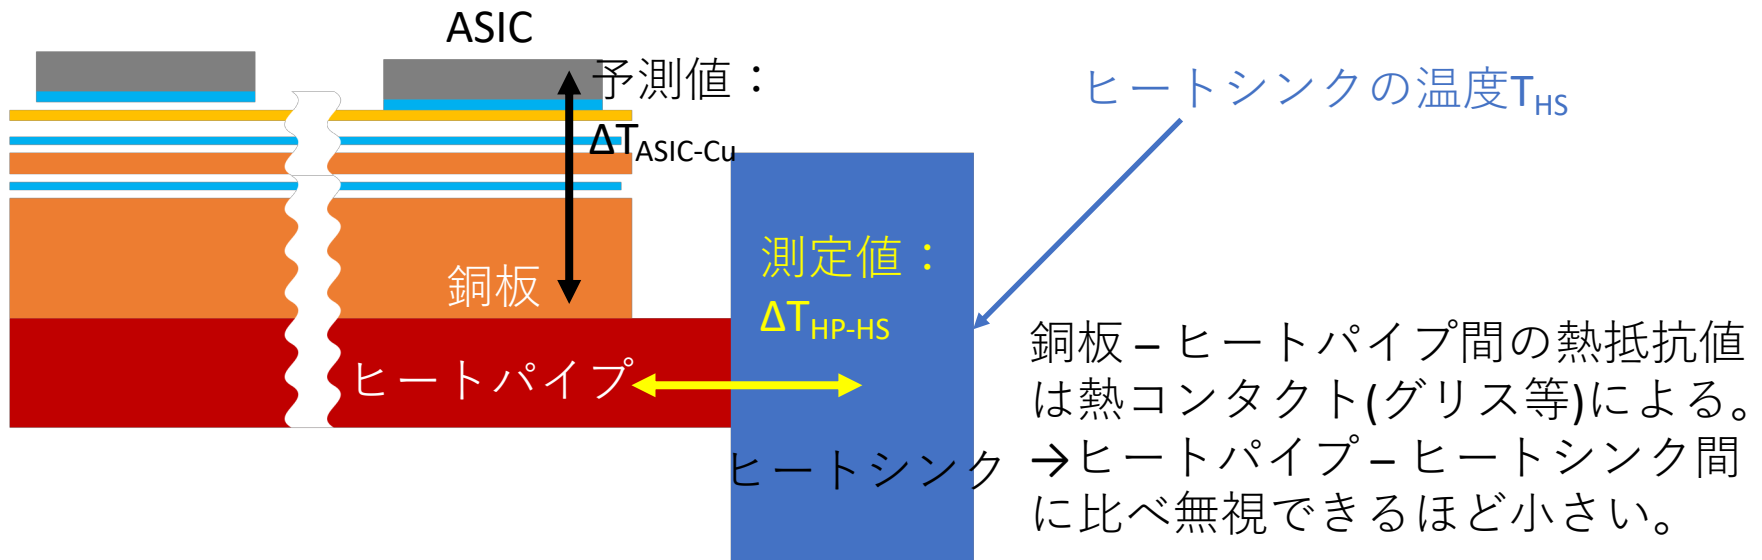 ASIC
予測値：
ΔT_ASIC-Cu
ヒートシンクの温度T_HS
測定値：
ΔT_HP-HS
銅板
ヒートパイプ
ヒートシンク
銅板 – ヒートパイプ間の熱抵抗値
は熱コンタクト(グリス等)による。
→ヒートパイプ – ヒートシンク間
に比べ無視できるほど小さい。